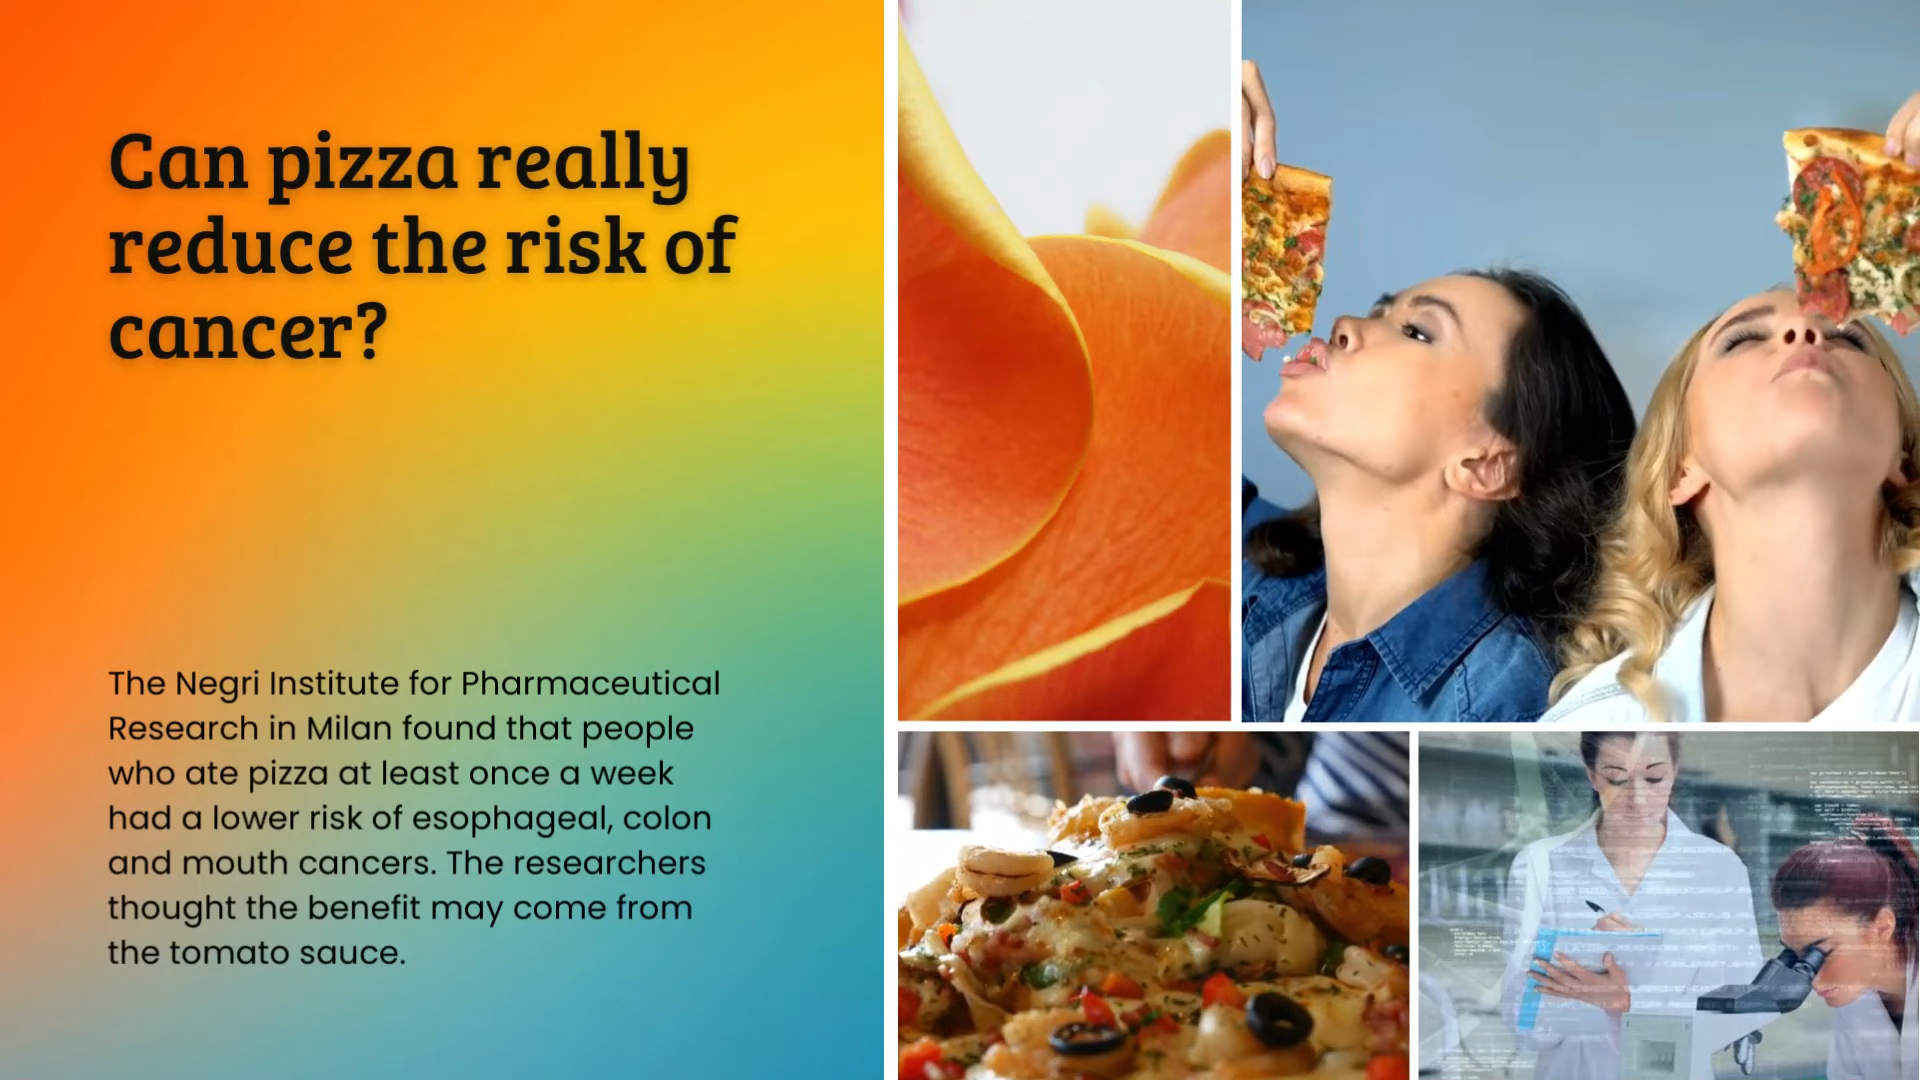 Can pizza really
reduce the risk of
cancer?
The Negri Institute for Pharmaceutical
Research in Milan found that people
who ate pizza at least once a week
had a lower risk of esophageal, colon
and mouth cancers. The researchers
thought the benefit may come from
the tomato sauce.